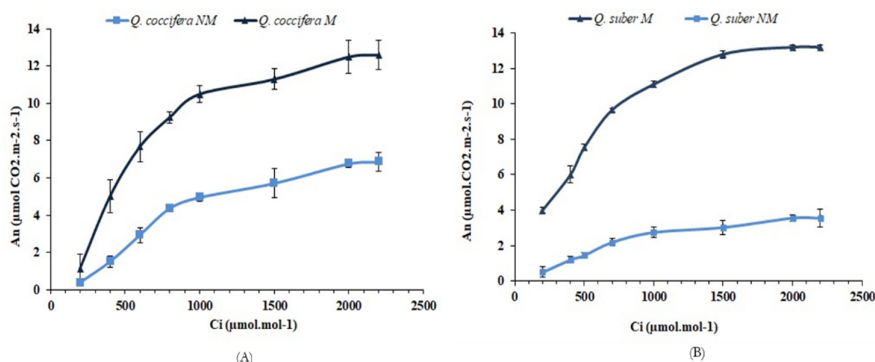 Q. coccifera NM Q. coccifera M
An (µmol.CO2.m-2.s-1)
14
12
10
8
6
4
2
0
0 500 1000 1500 2000 2500
Ci (µmol.mol-1)
(A)
Q. suber M
Q. suber NM
An (µmol.CO2.m-2.s-1)
14
12
10
8
6
4
2
0
0 500 1000 1500 2000 2500
Ci (µmol.mol-1)
(B)